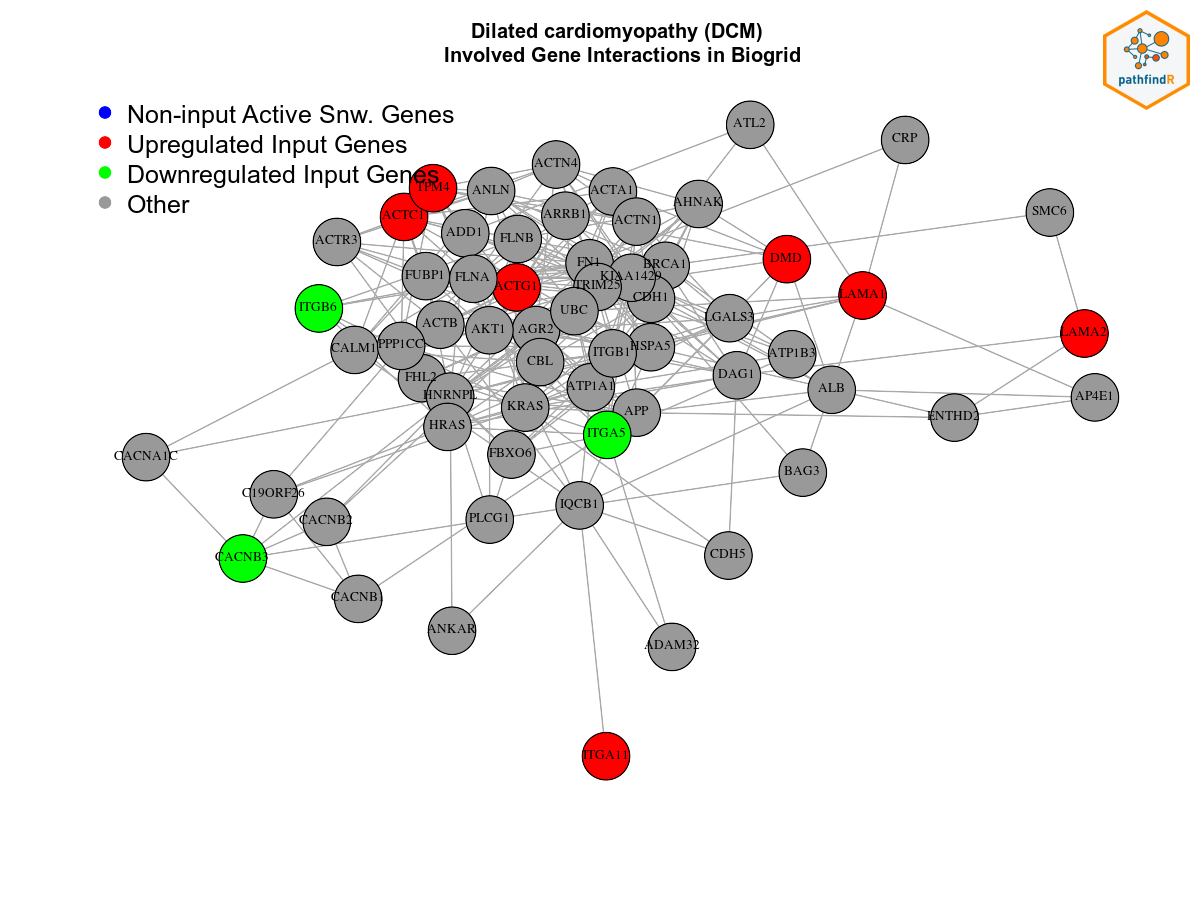 Dilated cardiomyopathy (DCM)
Involved Gene Interactions in Biogrid
pathfindR
Non-input Active Snw. Genes
Upregulated Input Genes
Downregulated Input Genes
Other
ATL2
CRP
ACTN4
TPM4
ANLN
ACTA1
AHNAK
SMC6
ACTC1
ARRB1
ACTN1
ADD1
FLNB
ACTR3
FN1
BRCA1
DMD
FUBP1
FLNA
KIAA1429
ACTG1
TRIM25
CDH1
LAMA1
ITGB6
UBC
LGALS3
ACTB
AKT1
AGR2
LAMA2
CALM1
PPP1CC
ITGB1
HSPA5
ATP1B3
CBL
FHL2
ATP1A1
DAG1
ALB
HNRNPL
AP4E1
KRAS
APP
ENTHD2
HRAS
ITGA5
CACNA1C
FBXO6
BAG3
C19ORF26
IQCB1
CACNB2
PLCG1
CACNB3
CDH5
CACNB1
ANKAR
ADAM32
ITGA11